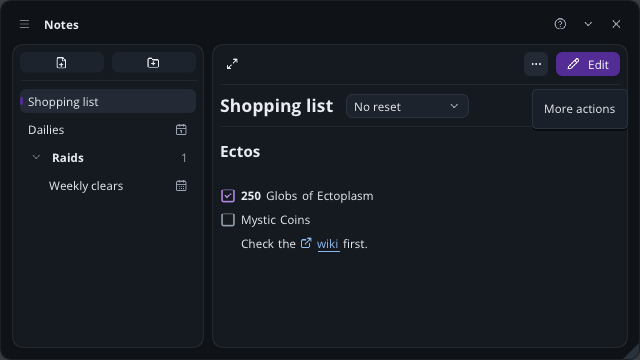 Notes
Edit
Shopping list
Dailies
Raids 1
Weekly clears
Shopping list No reset
More actions
Ectos
250 Globs of Ectoplasm
Mystic Coins
Check the wiki first.